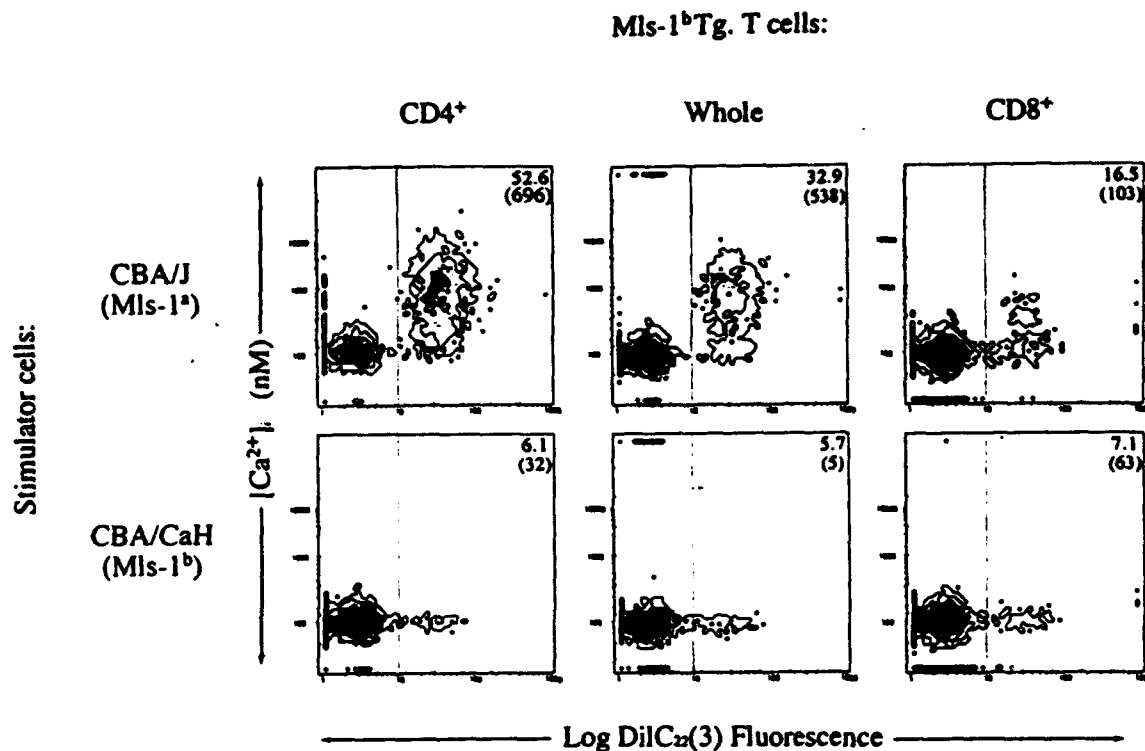 Mls-1ᵇTg. T cells:
CD4⁺ Whole CD8⁺
52.6
(696)
32.9
(538)
16.5
(103)
CBA/J
(Mls-1ᵃ)
6.1
(32)
5.7
(5)
7.1
(63)
CBA/CaH
(Mls-1ᵇ)
Stimulator cells:
[Ca²⁺]ᵢ (nM)
Log DiIC₂₂(3) Fluorescence